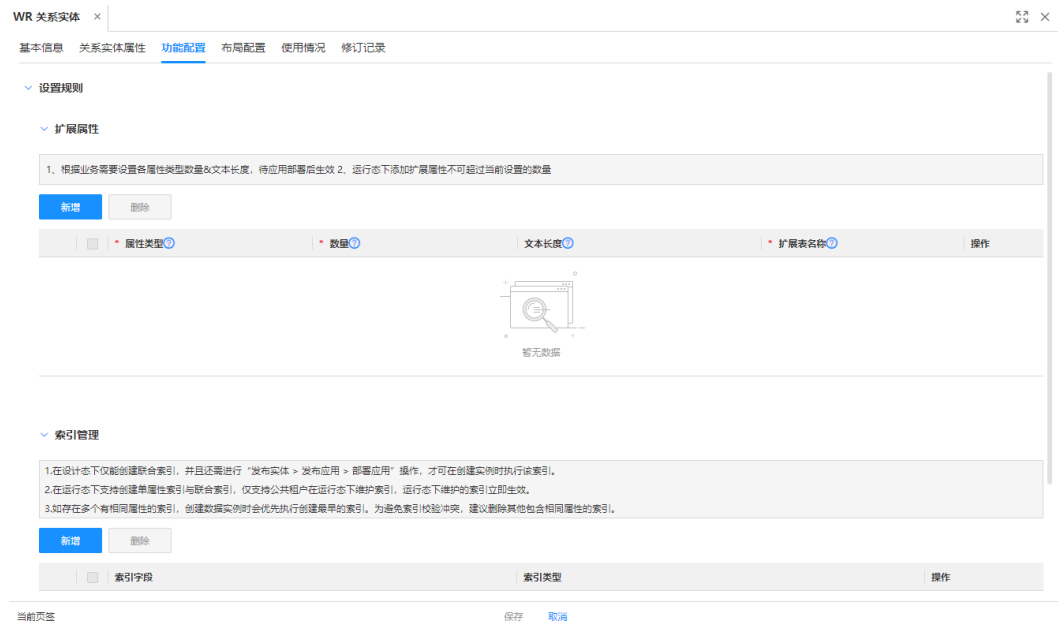 WR 关系实体 ×
基本信息 关系实体属性 功能配置 布局配置 使用情况 修订记录
设置规则
扩展属性
1、根据业务需要设置各属性类型数量&文本长度，待应用部署后生效 2、运行态下添加扩展属性不可超过当前设置的数量
新增 删除
* 属性类型? * 数量? 文本长度? * 扩展表名称? 操作
暂无数据
索引管理
1.在设计态下仅能创建联合索引，并且还需进行“发布实体 > 发布应用 > 部署应用”操作，才可在创建实例时执行该索引。
2.在运行态下支持创建单属性索引与联合索引，仅支持公共租户在运行态下维护索引，运行态下维护的索引立即生效。
3.如存在多个有相同属性的索引，创建数据实例时会优先执行创建最早的索引。为避免索引校验冲突，建议删除其他包含相同属性的索引。
新增 删除
索引字段 索引类型 操作
当前页签 保存 取消